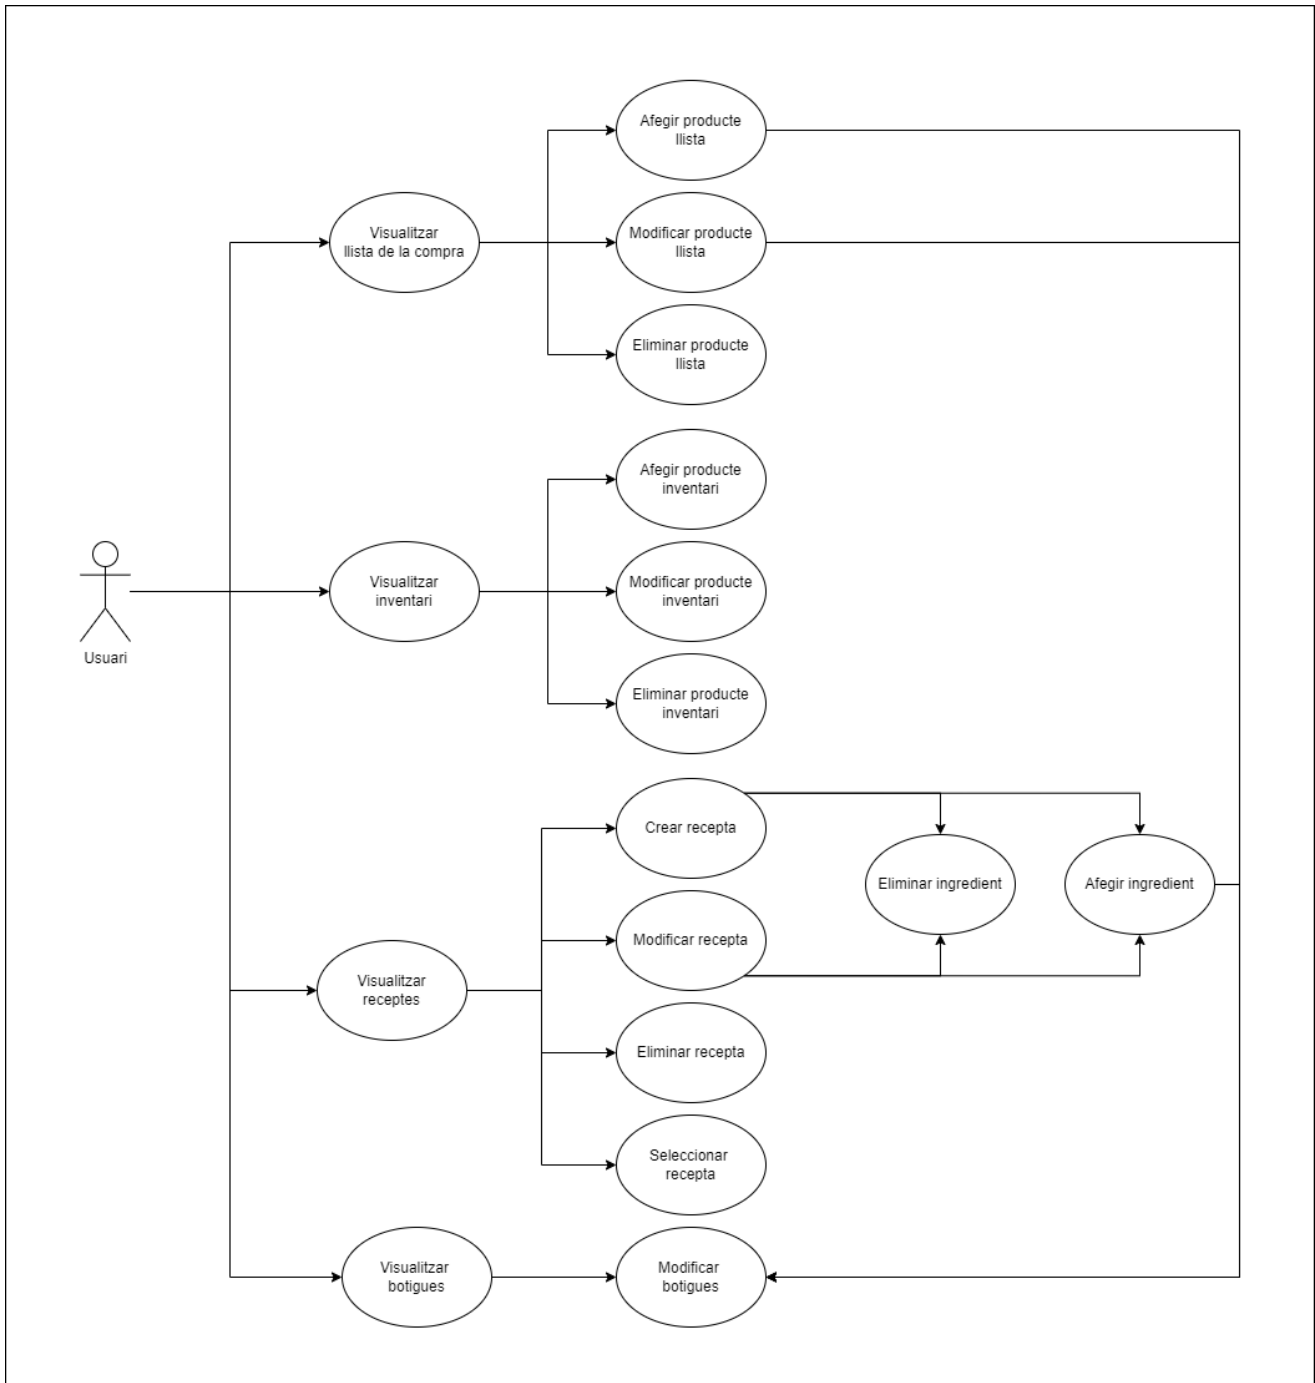 Afegir producte
llista
Visualitzar
llista de la compra
Modificar producte
llista
Eliminar producte
llista
Afegir producte
inventari
Usuari
Visualitzar
inventari
Modificar producte
inventari
Eliminar producte
inventari
Crear recepta
Eliminar ingredient
Afegir ingredient
Modificar recepta
Visualitzar
receptes
Eliminar recepta
Seleccionar
recepta
Visualitzar
botigues
Modificar
botigues